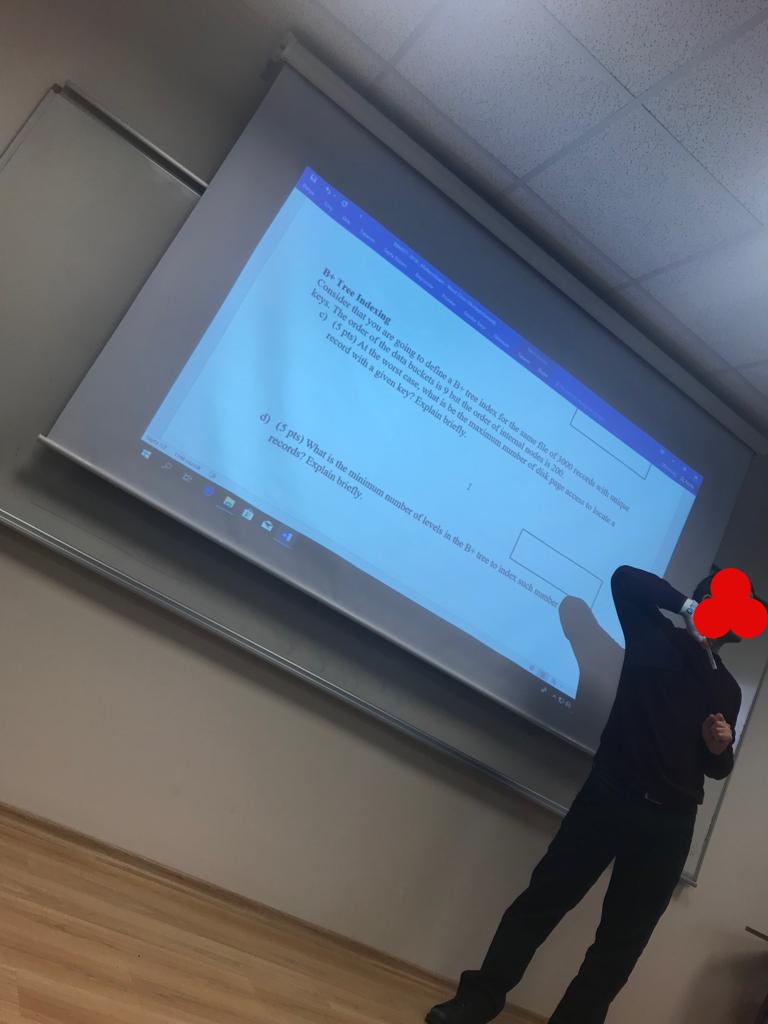 B+ Tree Indexing
Consider that you are going to define a B+ tree index for the same file of 3000 records with unique
keys. The order of the data buckets is 9 but the order of internal nodes is 200.
c) (5 pts) At the worst case, what is be the maximum number of disk page access to locate a
record with a given key? Explain briefly.
d) (5 pts) What is the minimum number of levels in the B+ tree to index such number
records? Explain briefly.